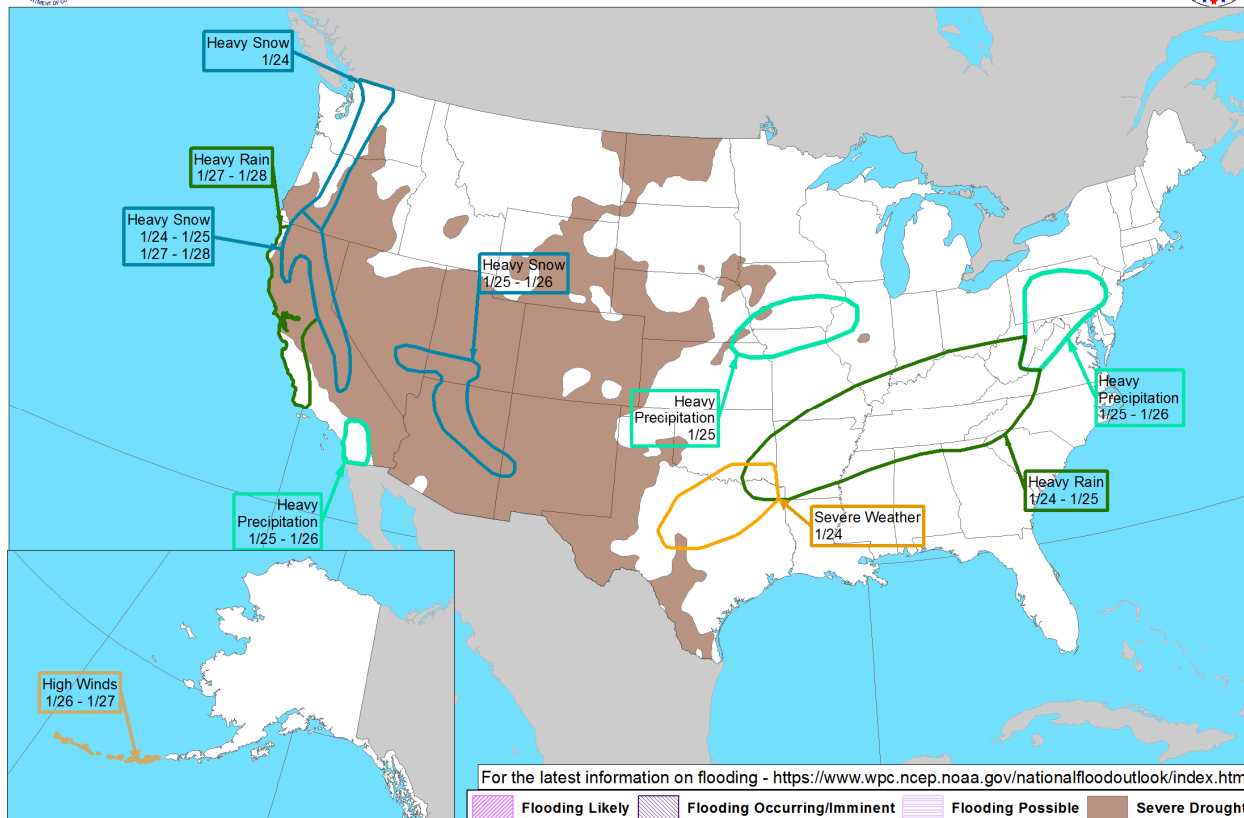 Heavy Snow
1/24
Heavy Rain
1/27 - 1/28
Heavy Snow
1/24 - 1/25
1/27 - 1/28
Heavy Snow
1/25 - 1/26
Heavy
Precipitation
1/25
Heavy
Precipitation
1/25 - 1/26
Heavy Rain
1/24 - 1/25
Severe Weather
1/24
Heavy
Precipitation
1/25 - 1/26
High Winds
1/26 - 1/27
For the latest information on flooding - https://www.wpc.ncep.noaa.gov/nationalfloodoutlook/index.htm
Flooding Likely
Flooding Occurring/Imminent
Flooding Possible
Severe Drought